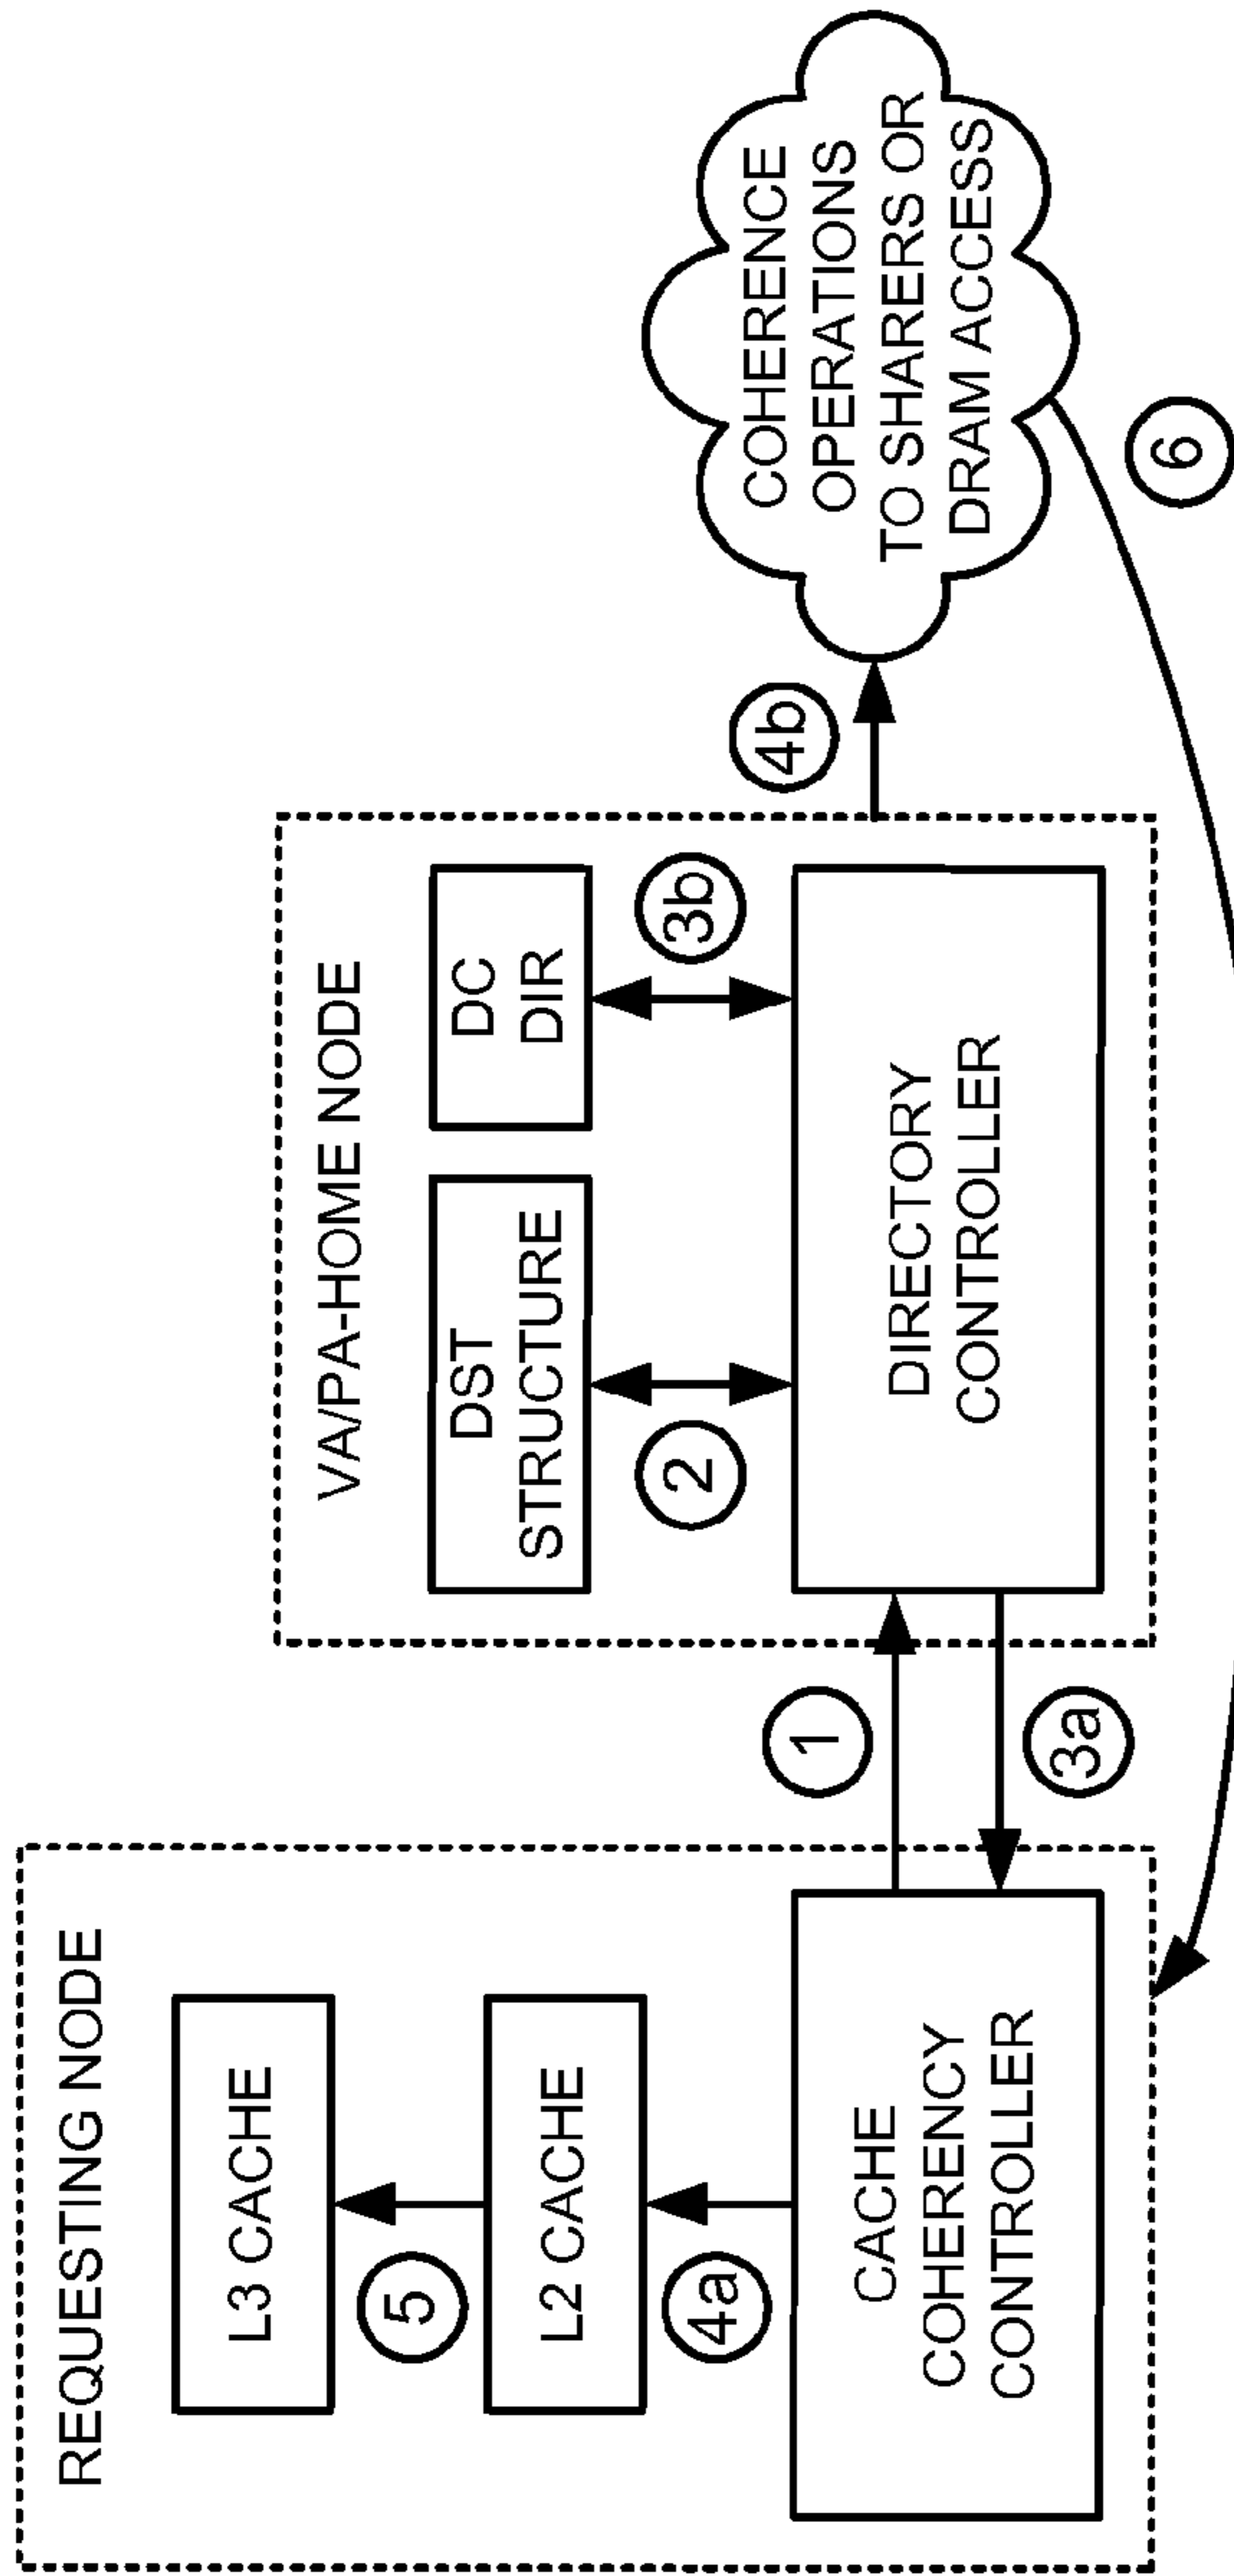 REQUESTING NODE
L3 CACHE
5
L2 CACHE
4a
CACHE
COHERENCY
CONTROLLER
1
3a
VA/PA-HOME NODE
DST
STRUCTURE
DC
DIR
2
3b
DIRECTORY
CONTROLLER
4b
COHERENCE
OPERATIONS
TO SHARERS OR
DRAM ACCESS
6